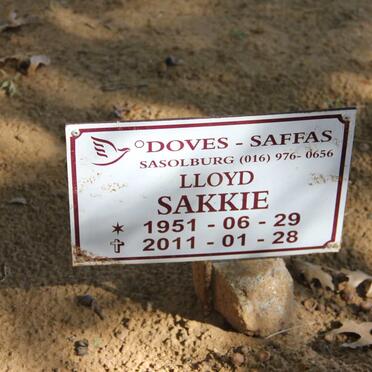 °DOVES - SAFFAS
SASOLBURG (016) 976- 0656
LLOYD
SAKKIE
✶ 1951 - 06 - 29
✞ 2011 - 01 - 28